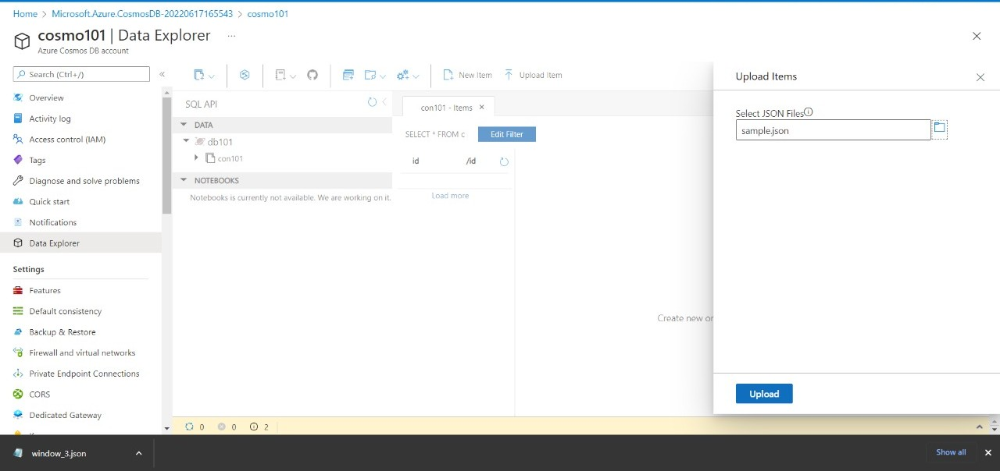 Home > Microsoft.Azure.CosmosDB-20220617165543 > cosmo101
cosmo101 | Data Explorer ...
Azure Cosmos DB account
Search (Ctrl+/)
«
Overview
Activity log
Access control (IAM)
Tags
Diagnose and solve problems
Quick start
Notifications
Data Explorer
Settings
Features
Default consistency
Backup & Restore
Firewall and virtual networks
Private Endpoint Connections
CORS
Dedicated Gateway
New Item
Upload Item
SQL API
DATA
db101
con101
NOTEBOOKS
Notebooks is currently not available. We are working on it.
con101 - Items
SELECT * FROM c
Edit Filter
id /id
Load more
Create new or
0 0 2
Upload Items
Select JSON Files
sample.json
Upload
window_3.json
Show all